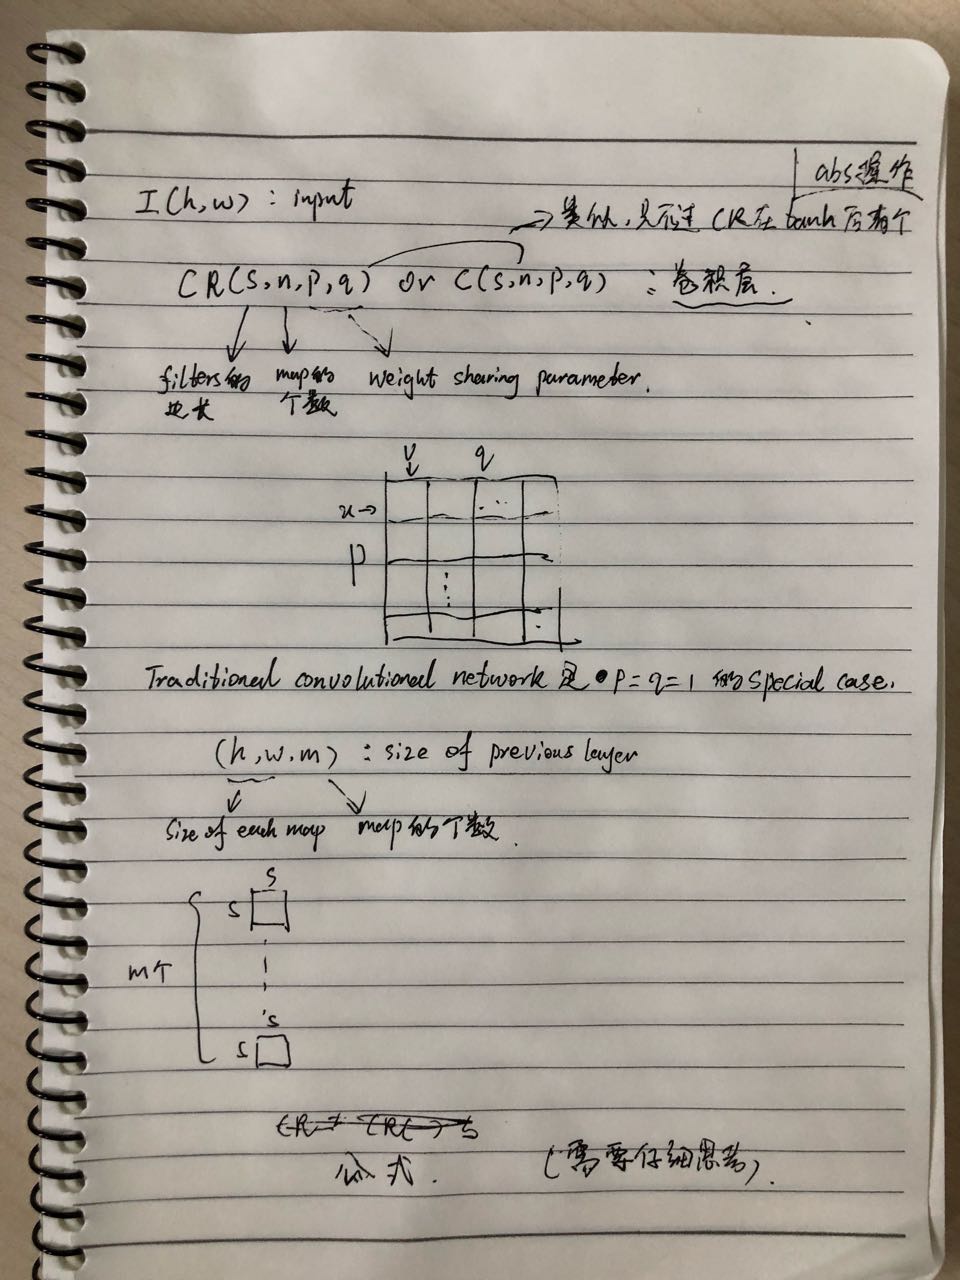 abs操作
I(h,w) : input
→ 类似,只不过 CR在 tanh 后有个
CR(s,n,p,q) or C(s,n,p,q) : 卷积层.
filters的 map的 weight sharing parameter.
边长 个数
v q
u→
p
Traditional convolutional network 是 p=q=1 的 special case.
(h,w,m) : size of previous layer
size of each map map的个数.
s
s
m个
s
s
公式.
(需要仔细思考).